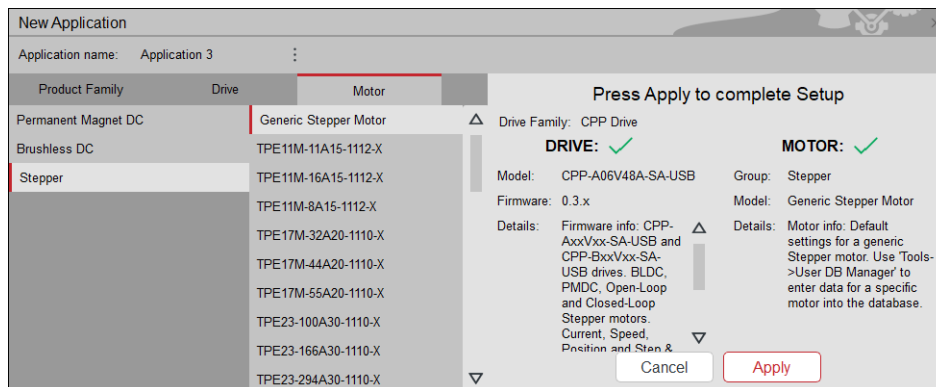 New Application
Application name: Application 3
Product Family Drive Motor
Permanent Magnet DC
Brushless DC
Stepper
Generic Stepper Motor
TPE11M-11A15-1112-X
TPE11M-16A15-1112-X
TPE11M-8A15-1112-X
TPE17M-32A20-1110-X
TPE17M-44A20-1110-X
TPE17M-55A20-1110-X
TPE23-100A30-1110-X
TPE23-166A30-1110-X
TPE23-294A30-1110-X
Press Apply to complete Setup
Drive Family: CPP Drive
DRIVE:
Model: CPP-A06V48A-SA-USB
Firmware: 0.3.x
Details: Firmware info: CPP-
AxxVxx-SA-USB and
CPP-BxxVxx-SA-
USB drives. BLDC,
PMDC, Open-Loop
and Closed-Loop
Stepper motors.
Current, Speed,
Position and Step &
MOTOR:
Group: Stepper
Model: Generic Stepper Motor
Details: Motor info: Default
settings for a generic
Stepper motor. Use 'Tools-
>User DB Manager' to
enter data for a specific
motor into the database.
Cancel Apply